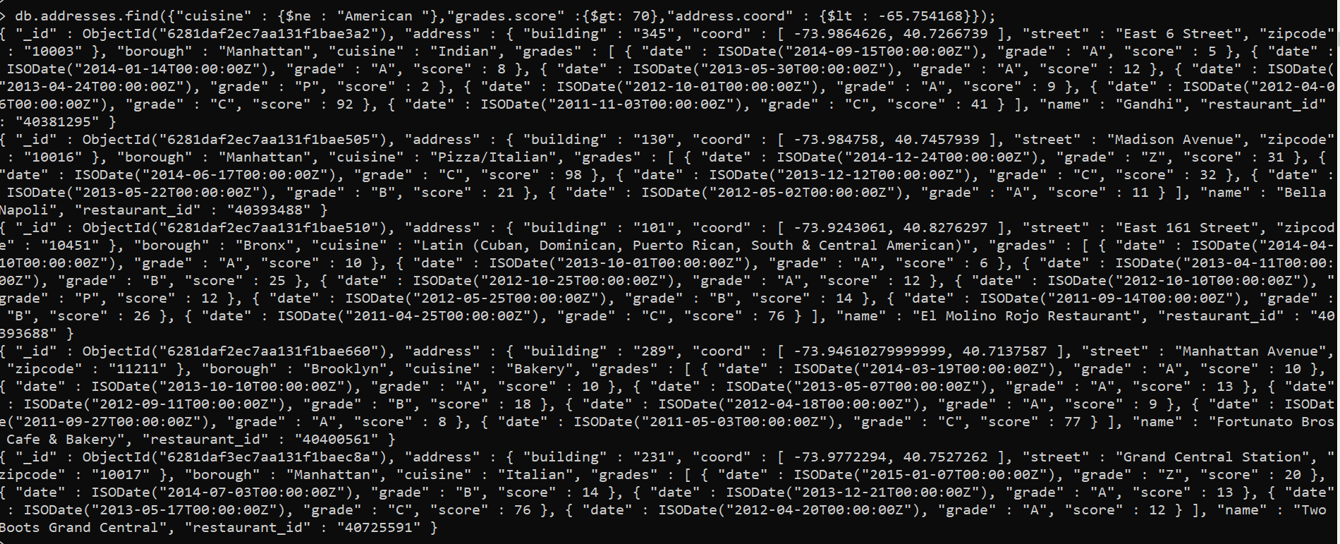 > db.addresses.find({"cuisine" : {$ne : "American "},"grades.score" :{$gt: 70},"address.coord" : {$lt : -65.754168}});
{ "_id" : ObjectId("6281daf2ec7aa131f1bae3a2"), "address" : { "building" : "345", "coord" : [ -73.9864626, 40.7266739 ], "street" : "East 6 Street", "zipcode"
 : "10003" }, "borough" : "Manhattan", "cuisine" : "Indian", "grades" : [ { "date" : ISODate("2014-09-15T00:00:00Z"), "grade" : "A", "score" : 5 }, { "date" :
 ISODate("2014-01-14T00:00:00Z"), "grade" : "A", "score" : 8 }, { "date" : ISODate("2013-05-30T00:00:00Z"), "grade" : "A", "score" : 12 }, { "date" : ISODate(
"2013-04-24T00:00:00Z"), "grade" : "P", "score" : 2 }, { "date" : ISODate("2012-10-01T00:00:00Z"), "grade" : "A", "score" : 9 }, { "date" : ISODate("2012-04-0
6T00:00:00Z"), "grade" : "C", "score" : 92 }, { "date" : ISODate("2011-11-03T00:00:00Z"), "grade" : "C", "score" : 41 } ], "name" : "Gandhi", "restaurant_id"
 : "40381295" }
{ "_id" : ObjectId("6281daf2ec7aa131f1bae505"), "address" : { "building" : "130", "coord" : [ -73.984758, 40.7457939 ], "street" : "Madison Avenue", "zipcode"
 : "10016" }, "borough" : "Manhattan", "cuisine" : "Pizza/Italian", "grades" : [ { "date" : ISODate("2014-12-24T00:00:00Z"), "grade" : "Z", "score" : 31 }, {
"date" : ISODate("2014-06-17T00:00:00Z"), "grade" : "C", "score" : 98 }, { "date" : ISODate("2013-12-12T00:00:00Z"), "grade" : "C", "score" : 32 }, { "date"
: ISODate("2013-05-22T00:00:00Z"), "grade" : "B", "score" : 21 }, { "date" : ISODate("2012-05-02T00:00:00Z"), "grade" : "A", "score" : 11 } ], "name" : "Bella
Napoli", "restaurant_id" : "40393488" }
{ "_id" : ObjectId("6281daf2ec7aa131f1bae510"), "address" : { "building" : "101", "coord" : [ -73.9243061, 40.8276297 ], "street" : "East 161 Street", "zipcod
e" : "10451" }, "borough" : "Bronx", "cuisine" : "Latin (Cuban, Dominican, Puerto Rican, South & Central American)", "grades" : [ { "date" : ISODate("2014-04-
10T00:00:00Z"), "grade" : "A", "score" : 10 }, { "date" : ISODate("2013-10-01T00:00:00Z"), "grade" : "A", "score" : 6 }, { "date" : ISODate("2013-04-11T00:00:
00Z"), "grade" : "B", "score" : 25 }, { "date" : ISODate("2012-10-25T00:00:00Z"), "grade" : "A", "score" : 12 }, { "date" : ISODate("2012-10-10T00:00:00Z"), "
grade" : "P", "score" : 12 }, { "date" : ISODate("2012-05-25T00:00:00Z"), "grade" : "B", "score" : 14 }, { "date" : ISODate("2011-09-14T00:00:00Z"), "grade" :
"B", "score" : 26 }, { "date" : ISODate("2011-04-25T00:00:00Z"), "grade" : "C", "score" : 76 } ], "name" : "El Molino Rojo Restaurant", "restaurant_id" : "40
393688" }
{ "_id" : ObjectId("6281daf2ec7aa131f1bae660"), "address" : { "building" : "289", "coord" : [ -73.94610279999999, 40.7137587 ], "street" : "Manhattan Avenue",
"zipcode" : "11211" }, "borough" : "Brooklyn", "cuisine" : "Bakery", "grades" : [ { "date" : ISODate("2014-03-19T00:00:00Z"), "grade" : "A", "score" : 10 },
{ "date" : ISODate("2013-10-10T00:00:00Z"), "grade" : "A", "score" : 10 }, { "date" : ISODate("2013-05-07T00:00:00Z"), "grade" : "A", "score" : 13 }, { "date"
: ISODate("2012-09-11T00:00:00Z"), "grade" : "B", "score" : 18 }, { "date" : ISODate("2012-04-18T00:00:00Z"), "grade" : "A", "score" : 9 }, { "date" : ISODat
e("2011-09-27T00:00:00Z"), "grade" : "A", "score" : 8 }, { "date" : ISODate("2011-05-03T00:00:00Z"), "grade" : "C", "score" : 77 } ], "name" : "Fortunato Bros
 Cafe & Bakery", "restaurant_id" : "40400561" }
{ "_id" : ObjectId("6281daf3ec7aa131f1baec8a"), "address" : { "building" : "231", "coord" : [ -73.9772294, 40.7527262 ], "street" : "Grand Central Station", "
zipcode" : "10017" }, "borough" : "Manhattan", "cuisine" : "Italian", "grades" : [ { "date" : ISODate("2015-01-07T00:00:00Z"), "grade" : "Z", "score" : 20 },
{ "date" : ISODate("2014-07-03T00:00:00Z"), "grade" : "B", "score" : 14 }, { "date" : ISODate("2013-12-21T00:00:00Z"), "grade" : "A", "score" : 13 }, { "date"
: ISODate("2013-05-17T00:00:00Z"), "grade" : "C", "score" : 76 }, { "date" : ISODate("2012-04-20T00:00:00Z"), "grade" : "A", "score" : 12 } ], "name" : "Two
Boots Grand Central", "restaurant_id" : "40725591" }